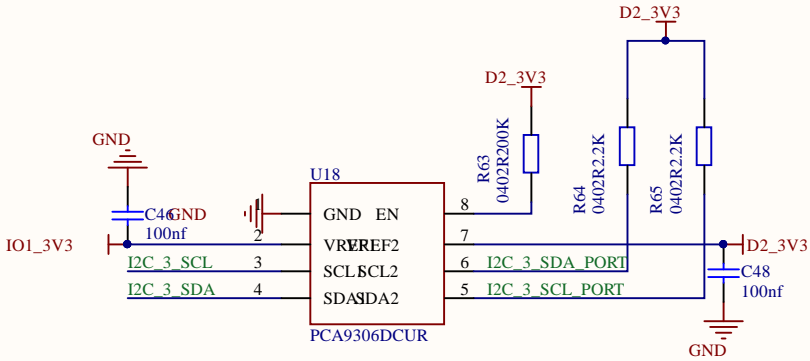 D2_3V3
D2_3V3
R63
0402R200K
R64
0402R2.2K
R65
0402R2.2K
GND
C46
100nf
GND
IO1_3V3
U18
1
GND
EN
8
2
VREF1
VREF2
7
D2_3V3
I2C_3_SCL
3
SCL1
SCL2
6
I2C_3_SDA_PORT
I2C_3_SDA
4
SDA1
SDA2
5
I2C_3_SCL_PORT
C48
100nf
PCA9306DCUR
GND